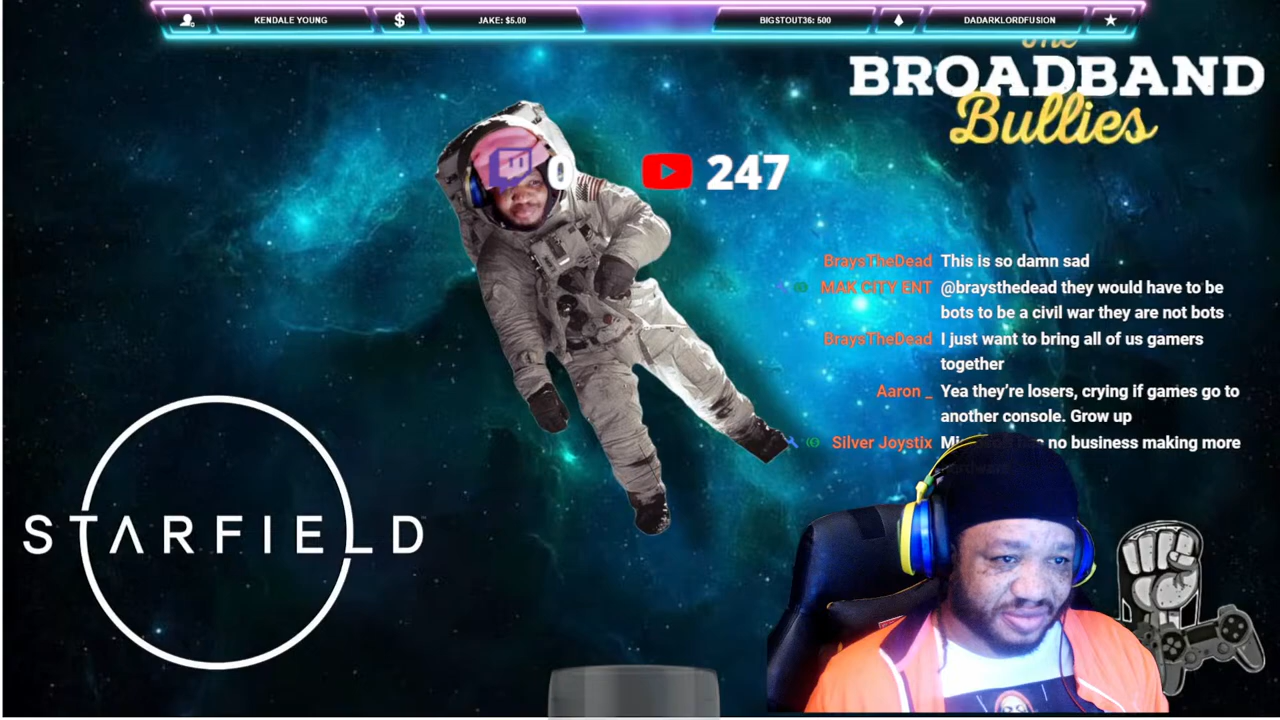 KENDALE YOUNG
$
JAKE: $5.00
BIGSTOUT36: 500
DADARKLORDFUSION
The
BROADBAND
Bullies
0
247
BraysTheDead This is so damn sad
MAK CITY ENT @braysthedead they would have to be
bots to be a civil war they are not bots
BraysTheDead I just want to bring all of us gamers
together
Aaron _ Yea they're losers, crying if games go to
another console. Grow up
Silver Joystix no business making more
STARFIELD